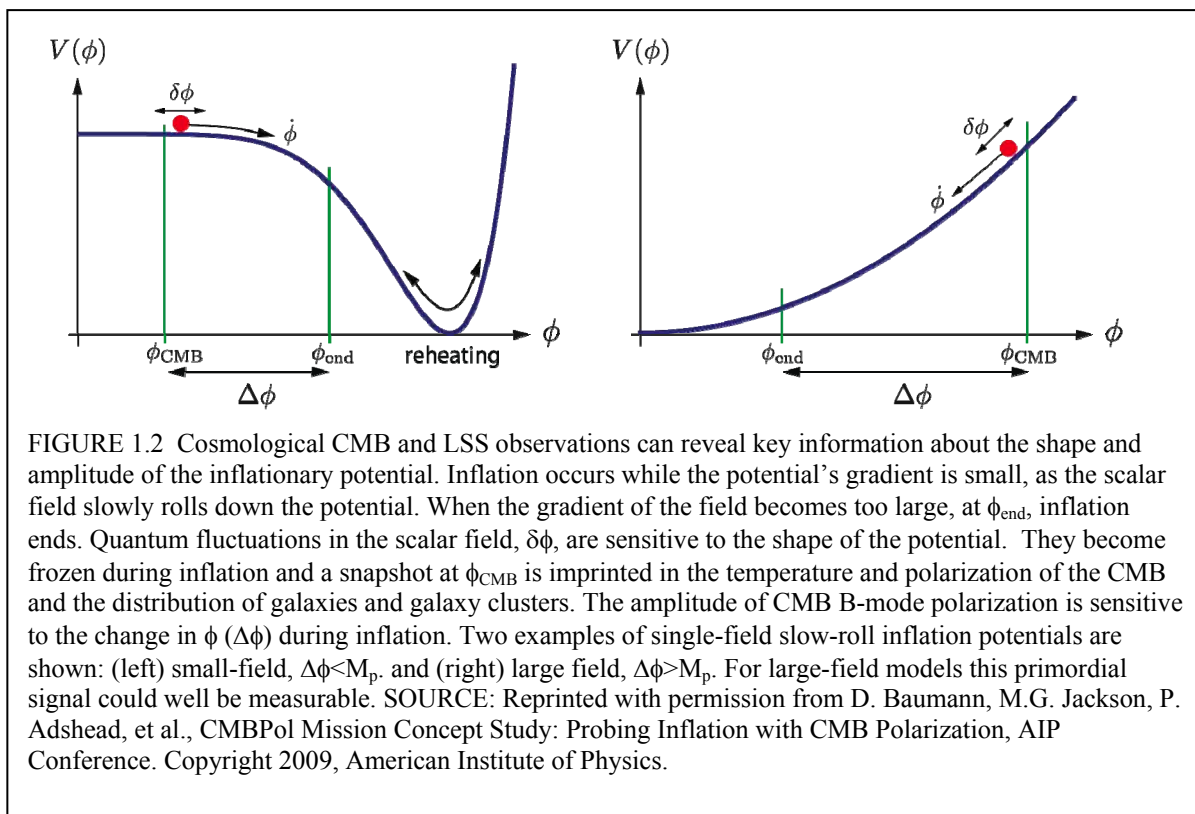 V(ϕ)
δϕ
ϕ̇
ϕCMB
ϕend
reheating
ϕ
Δϕ
V(ϕ)
δϕ
ϕ̇
ϕend
ϕCMB
ϕ
Δϕ
FIGURE 1.2 Cosmological CMB and LSS observations can reveal key information about the shape and
amplitude of the inflationary potential. Inflation occurs while the potential’s gradient is small, as the scalar
field slowly rolls down the potential. When the gradient of the field becomes too large, at ϕend, inflation
ends. Quantum fluctuations in the scalar field, δϕ, are sensitive to the shape of the potential. They become
frozen during inflation and a snapshot at ϕCMB is imprinted in the temperature and polarization of the CMB
and the distribution of galaxies and galaxy clusters. The amplitude of CMB B-mode polarization is sensitive
to the change in ϕ (Δϕ) during inflation. Two examples of single-field slow-roll inflation potentials are
shown: (left) small-field, Δϕ<Mp. and (right) large field, Δϕ>Mp. For large-field models this primordial
signal could well be measurable. SOURCE: Reprinted with permission from D. Baumann, M.G. Jackson, P.
Adshead, et al., CMBPol Mission Concept Study: Probing Inflation with CMB Polarization, AIP
Conference. Copyright 2009, American Institute of Physics.